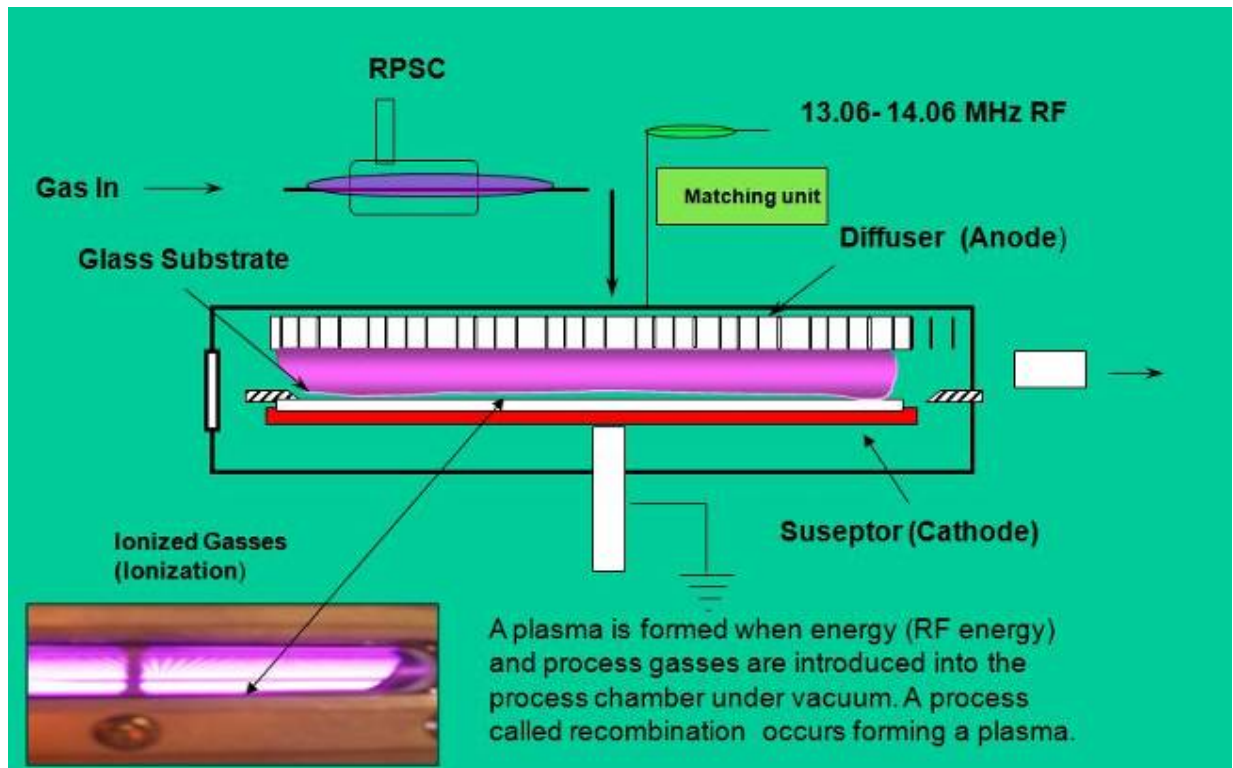 RPSC
13.06- 14.06 MHz RF
Gas In
Matching unit
Diffuser (Anode)
Glass Substrate
Suseptor (Cathode)
Ionized Gasses
(Ionization)
A plasma is formed when energy (RF energy)
and process gasses are introduced into the
process chamber under vacuum. A process
called recombination occurs forming a plasma.